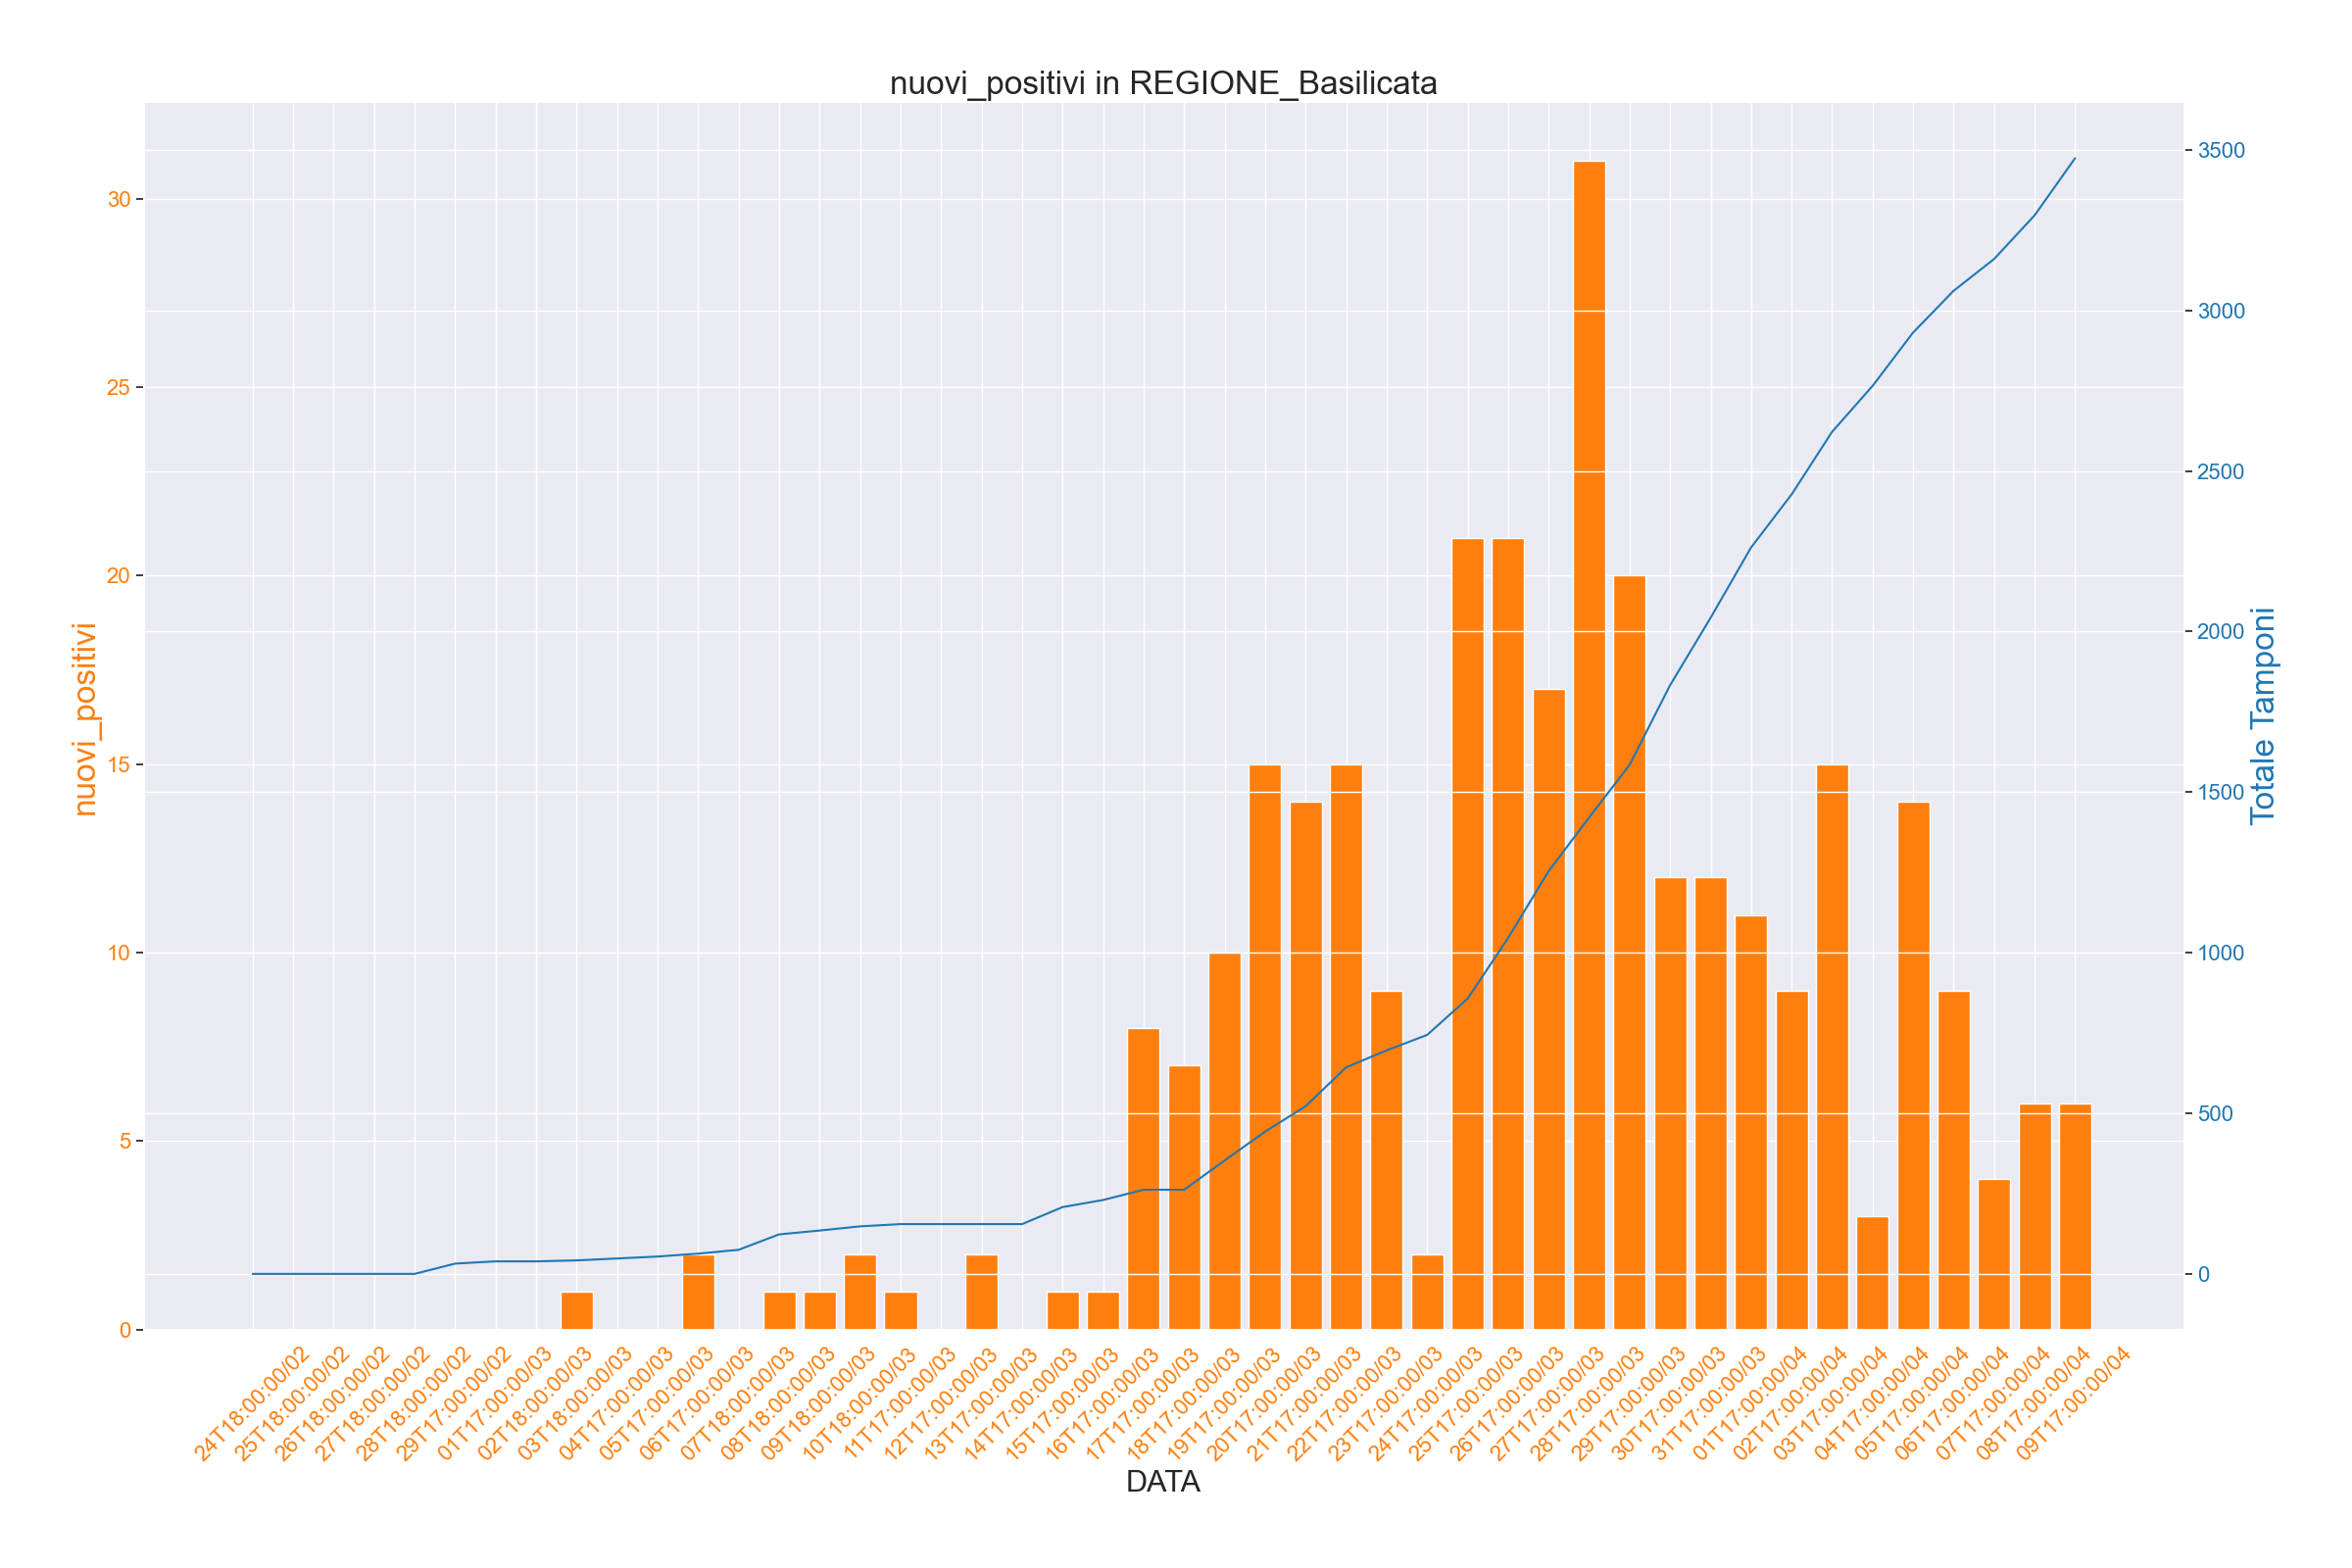 nuovi_positivi in REGIONE_Basilicata
nuovi_positivi
30
25
20
15
10
5
0
3500
3000
2500
2000
1500
1000
500
0
Totale Tamponi
24T18:00:00/02
25T18:00:00/02
26T18:00:00/02
27T18:00:00/02
28T18:00:00/02
29T17:00:00/02
01T17:00:00/03
02T18:00:00/03
03T18:00:00/03
04T17:00:00/03
05T17:00:00/03
06T17:00:00/03
07T18:00:00/03
08T18:00:00/03
09T18:00:00/03
10T18:00:00/03
11T17:00:00/03
12T17:00:00/03
13T17:00:00/03
14T17:00:00/03
15T17:00:00/03
16T17:00:00/03
17T17:00:00/03
18T17:00:00/03
19T17:00:00/03
20T17:00:00/03
21T17:00:00/03
22T17:00:00/03
23T17:00:00/03
24T17:00:00/03
25T17:00:00/03
26T17:00:00/03
27T17:00:00/03
28T17:00:00/03
29T17:00:00/03
30T17:00:00/03
31T17:00:00/03
01T17:00:00/04
02T17:00:00/04
03T17:00:00/04
04T17:00:00/04
05T17:00:00/04
06T17:00:00/04
07T17:00:00/04
08T17:00:00/04
09T17:00:00/04
DATA